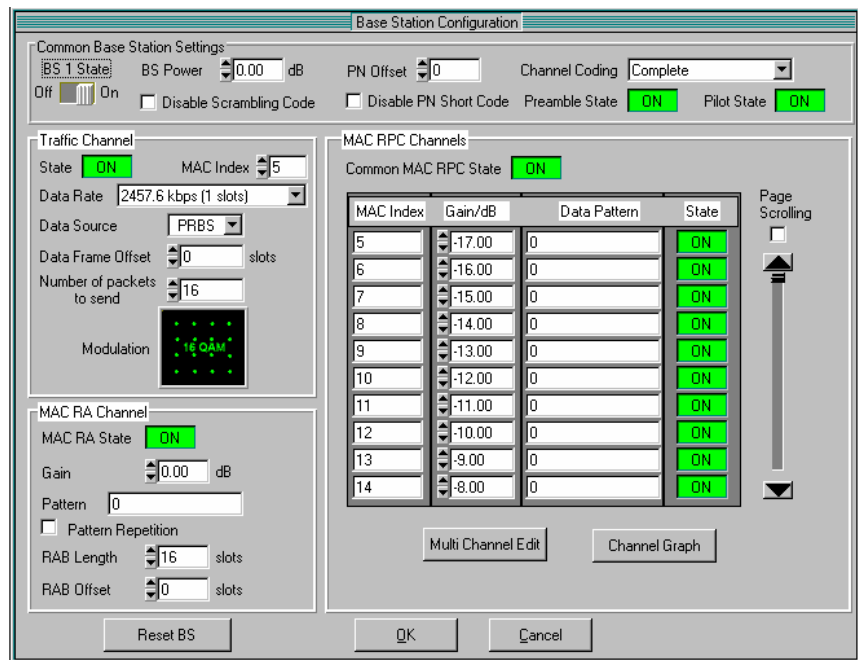 Base Station Configuration
Common Base Station Settings
BS 1 State
Off
On
BS Power 0.00 dB
Disable Scrambling Code
PN Offset 0
Disable PN Short Code
Channel Coding Complete
Preamble State ON
Pilot State ON
Traffic Channel
State ON
MAC Index 5
Data Rate 2457.6 kbps (1 slots)
Data Source PRBS
Data Frame Offset 0 slots
Number of packets
to send
16
Modulation
16 QAM
MAC RA Channel
MAC RA State ON
Gain 0.00 dB
Pattern 0
Pattern Repetition
RAB Length 16 slots
RAB Offset 0 slots
MAC RPC Channels
Common MAC RPC State ON
MAC Index Gain/dB Data Pattern State
5 -17.00 0 ON
6 -16.00 0 ON
7 -15.00 0 ON
8 -14.00 0 ON
9 -13.00 0 ON
10 -12.00 0 ON
11 -11.00 0 ON
12 -10.00 0 ON
13 -9.00 0 ON
14 -8.00 0 ON
Page
Scrolling
Multi Channel Edit
Channel Graph
Reset BS
OK
Cancel